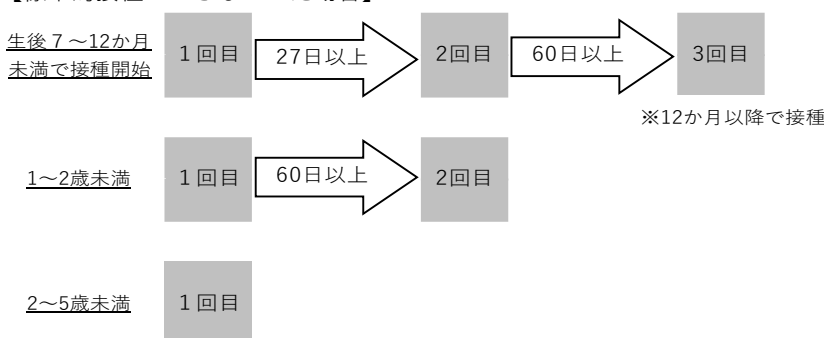 生後７～12か月
未満で接種開始
１回目
27日以上
2回目
60日以上
3回目
※12か月以降で接種
1～2歳未満
１回目
60日以上
2回目
2～5歳未満
１回目